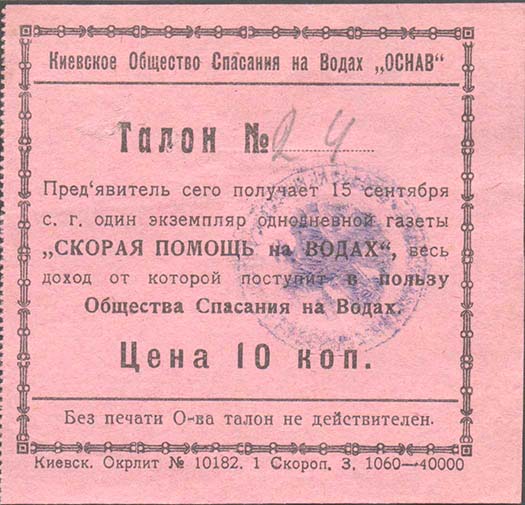 Киевское Общество Спасания на Водах „ОСНАВ“
Талон № 24
Пред‘явитель сего получает 15 сентября
с. г. один экземпляр однодневной газеты
„СКОРАЯ ПОМОЩЬ на ВОДАХ“, весь
доход от которой поступит в пользу
Общества Спасания на Водах.
Цена 10 коп.
Без печати О-ва талон не действителен.
Киевск. Окрлит № 10182. 1 Скороп. З. 1060—40000